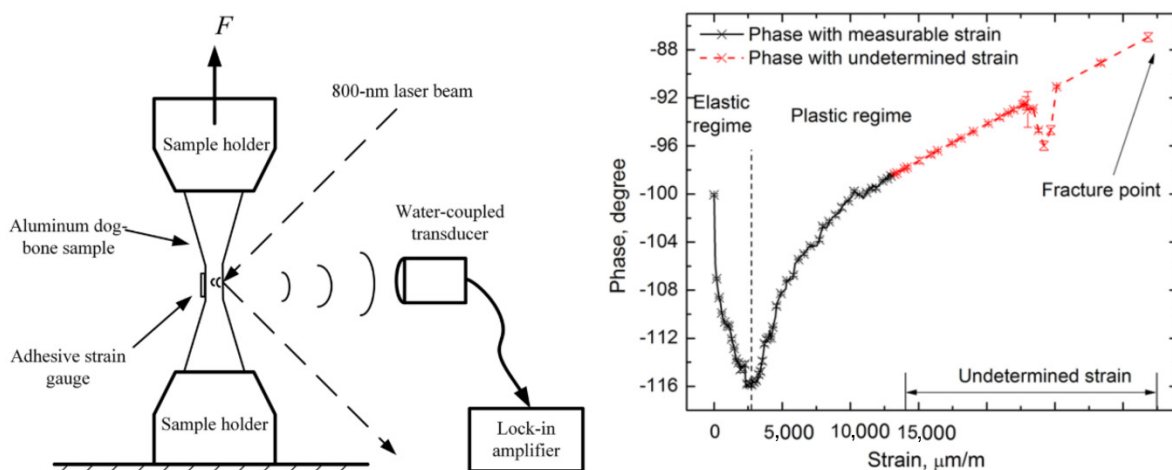 F
800-nm laser beam
Sample holder
Aluminum dog-
bone sample
Water-coupled
transducer
Adhesive strain
gauge
Sample holder
Lock-in
amplifier
Phase with measurable strain
Phase with undetermined strain
Elastic
regime
Plastic regime
Fracture point
Undetermined strain
Phase, degree
-88
-92
-96
-100
-104
-108
-112
-116
0
5,000
10,000
15,000
Strain, μm/m